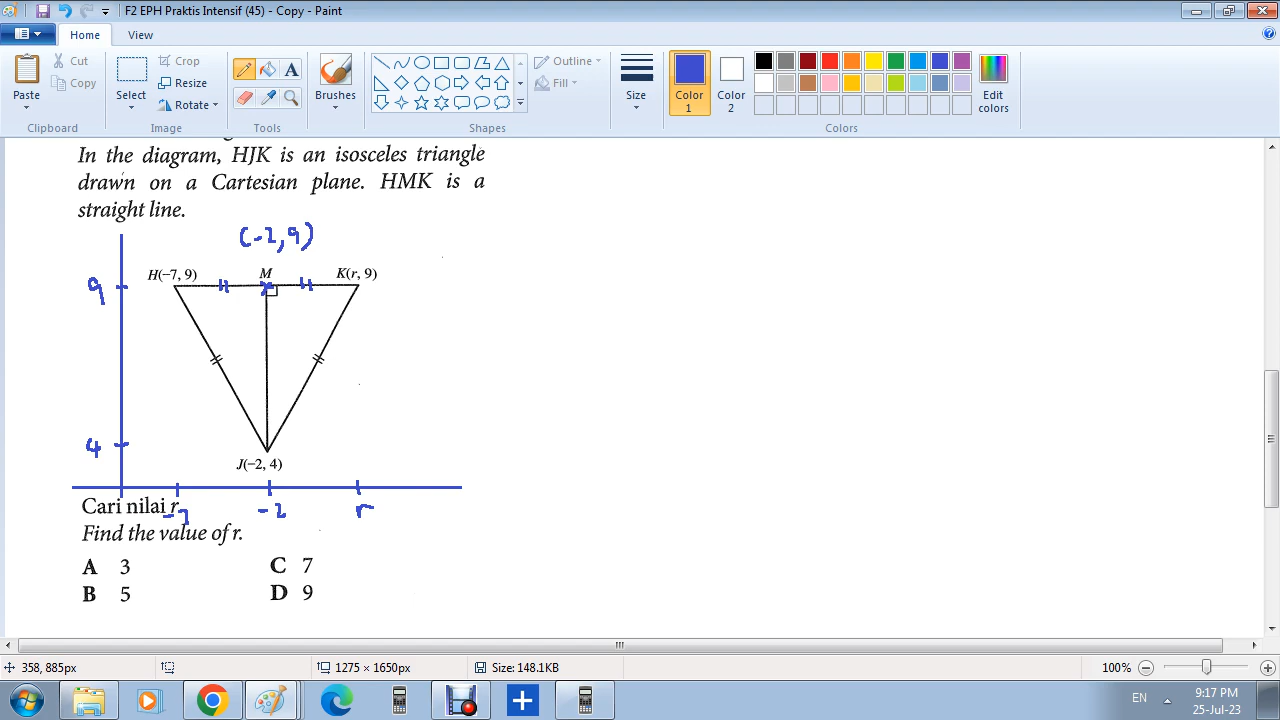 F2 EPH Praktis Intensif (45) - Copy - Paint
Home View
Cut
Copy
Paste
Clipboard
Select
Crop
Resize
Rotate
Image
Tools
Brushes
Shapes
Outline
Fill
Size
Color 1
Color 2
Edit colors
Colors
In the diagram, HJK is an isosceles triangle
drawn on a Cartesian plane. HMK is a
straight line.
(-2, 9)
H(−7, 9) M K(r, 9)
9
4
J(−2, 4)
Cari nilai r.
-7 -2 r
Find the value of r.
A 3 C 7
B 5 D 9
358, 885px 1275 × 1650px Size: 148.1KB 100%
EN 9:17 PM
25-Jul-23